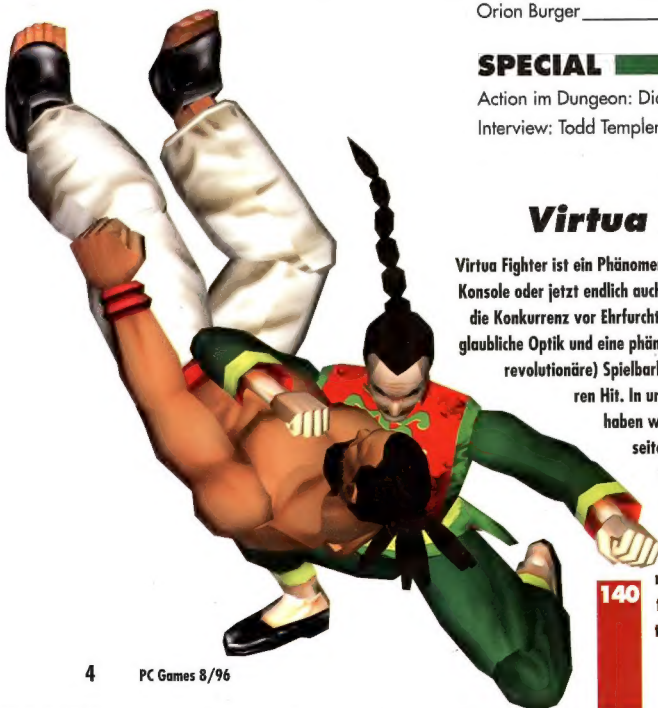 Orion Burger
SPECIAL
Action im Dungeon:
Interview: Todd Templer
Virtua
Virtua Fighter ist ein Phänome
Konsole oder jetzt endlich auch
die Konkurrenz vor Ehrfurcht
glaubliche Optik und eine phän
revolutionäre) Spielbar
ren Hit. In
haben w
seit
140
4 PC Games 8/96